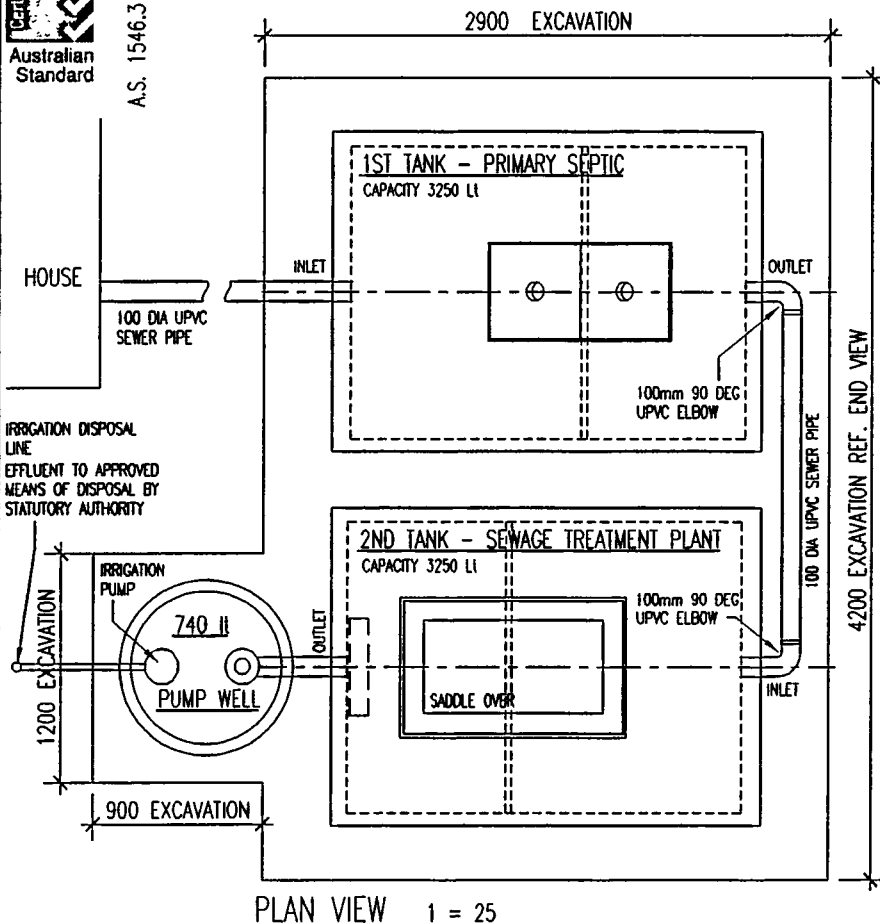 Cert
Australian
Standard
A.S. 1546.3
2900 EXCAVATION
1ST TANK - PRIMARY SEPTIC
CAPACITY 3250 Lt
HOUSE
INLET
OUTLET
100 DIA UPVC
SEWER PIPE
100mm 90 DEG
UPVC ELBOW
100 DIA UPVC SEWER PIPE
4200 EXCAVATION REF. END VIEW
IRRIGATION DISPOSAL
LINE
EFFLUENT TO APPROVED
MEANS OF DISPOSAL BY
STATUTORY AUTHORITY
2ND TANK - SEWAGE TREATMENT PLANT
CAPACITY 3250 Lt
IRRIGATION
PUMP
740 lt
PUMP WELL
OUTLET
100mm 90 DEG
UPVC ELBOW
SADDLE OVER
INLET
1200 EXCAVATION
900 EXCAVATION
PLAN VIEW 1 = 25